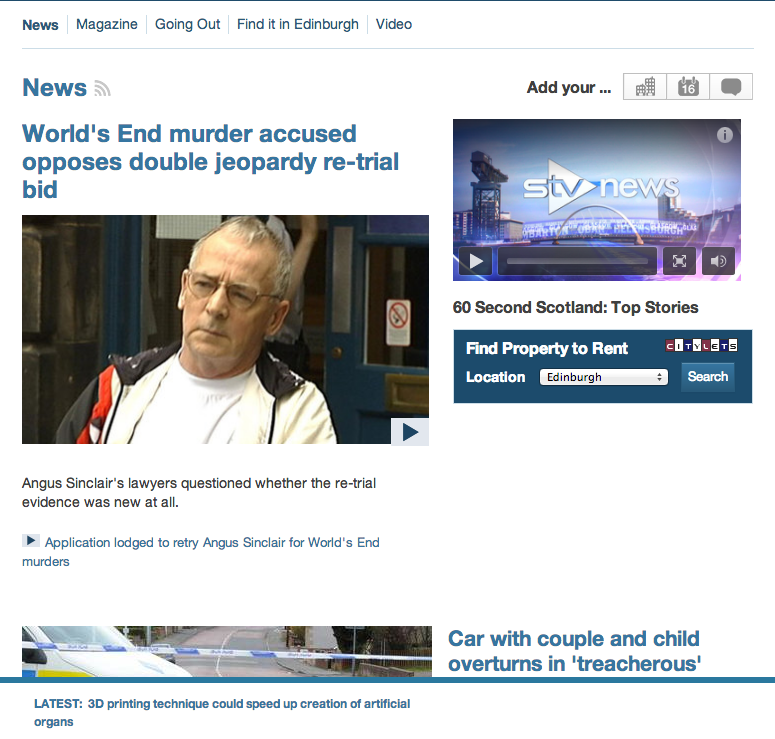 News Magazine Going Out Find it in Edinburgh Video
News
Add your ...
16
World's End murder accused
opposes double jeopardy re-trial
bid
Angus Sinclair's lawyers questioned whether the re-trial
evidence was new at all.
Application lodged to retry Angus Sinclair for World's End
murders
i
stv news
OBAN HELENSBURGH
60 Second Scotland: Top Stories
Find Property to Rent
CITYLETS
Location Edinburgh Search
Car with couple and child
overturns in 'treacherous'
LATEST: 3D printing technique could speed up creation of artificial
organs